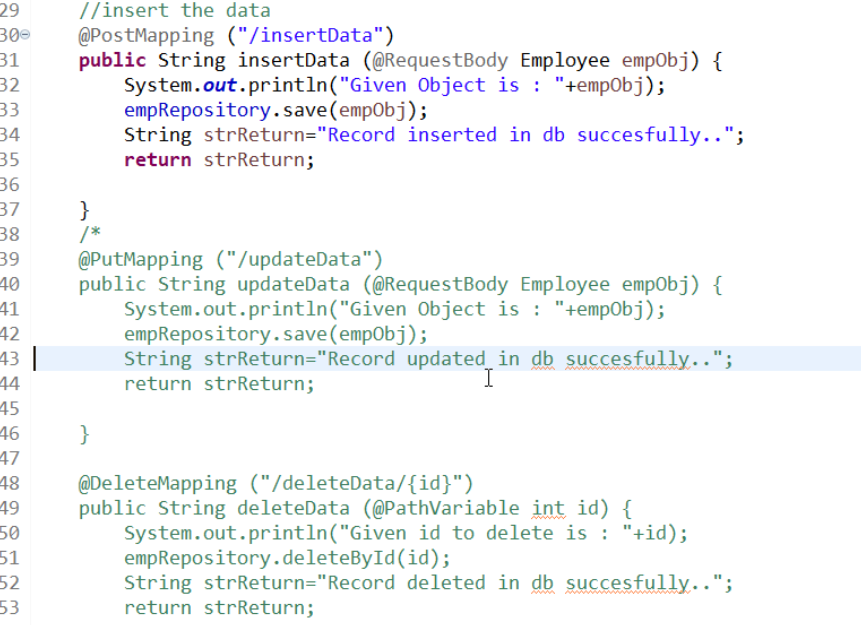 29 //insert the data
30 @PostMapping ("/insertData")
31 public String insertData (@RequestBody Employee empObj) {
32 System.out.println("Given Object is : "+empObj);
33 empRepository.save(empObj);
34 String strReturn="Record inserted in db succesfully..";
35 return strReturn;
36
37 }
38 /*
39 @PutMapping ("/updateData")
40 public String updateData (@RequestBody Employee empObj) {
41 System.out.println("Given Object is : "+empObj);
42 empRepository.save(empObj);
43 String strReturn="Record updated in db succesfully..";
44 return strReturn;
45
46 }
47
48 @DeleteMapping ("/deleteData/{id}")
49 public String deleteData (@PathVariable int id) {
50 System.out.println("Given id to delete is : "+id);
51 empRepository.deleteById(id);
52 String strReturn="Record deleted in db succesfully..";
53 return strReturn;